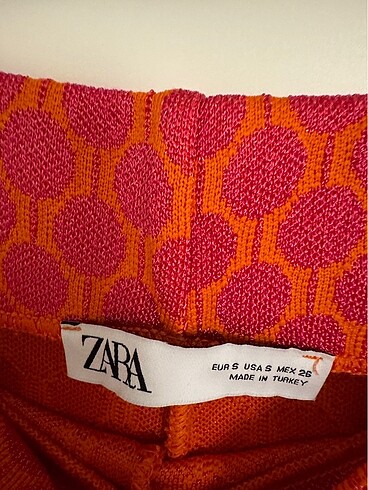 ZARA
EUR S USA S MEX 26
MADE IN TURKEY